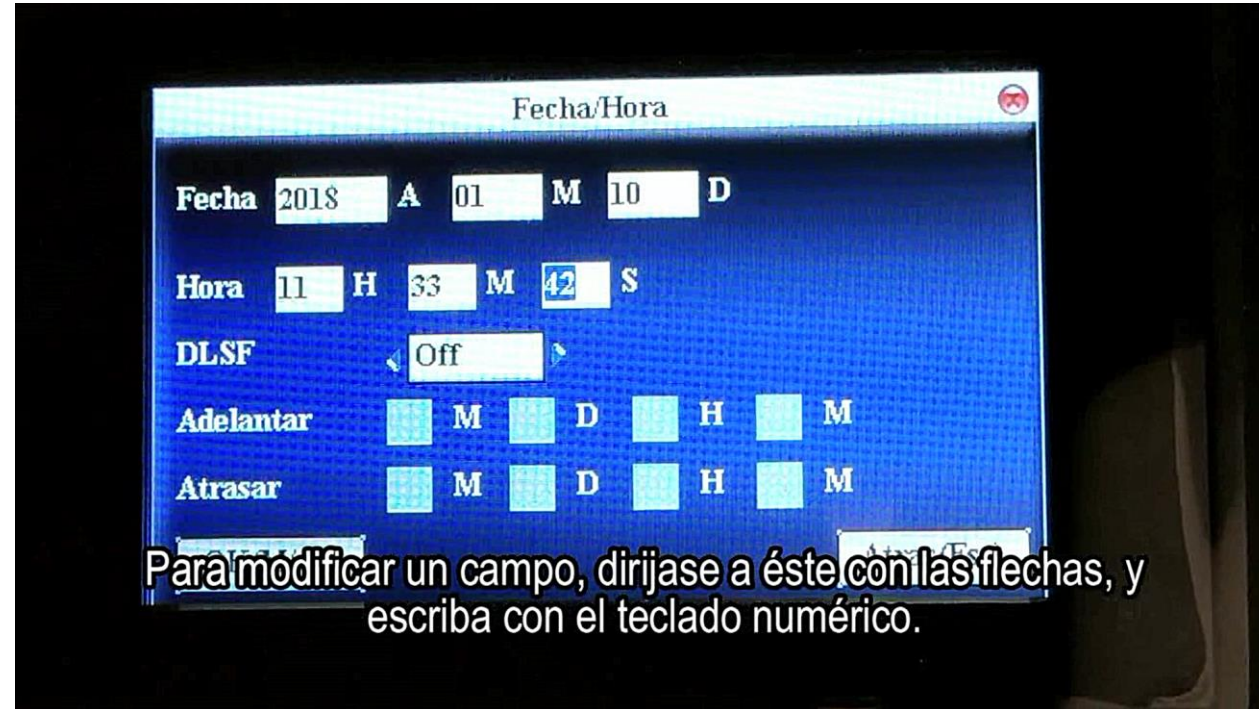 Fecha/Hora
Fecha 2018 A 01 M 10 D
Hora 11 H 33 M 42 S
DLSF Off
Adelantar M D H M
Atrasar M D H M
Para modificar un campo, dirijase a éste con las flechas, y
escriba con el teclado numérico.